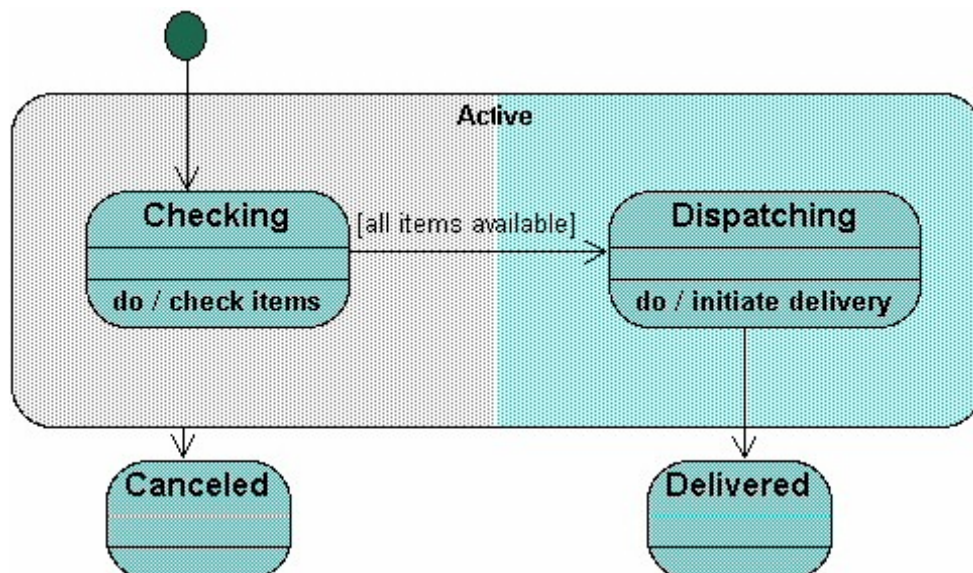 Active
Checking
[all items available]
Dispatching
do / check items
do / initiate delivery
Canceled
Delivered